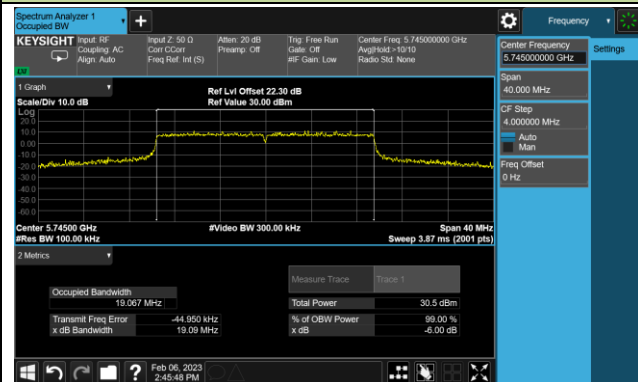 Spectrum Analyzer 1
Occupied BW
+
Frequency
KEYSIGHT
Input: RF
Coupling: AC
Align: Auto
Input Z: 50 Ω
Corr CCorr
Freq Ref: Int (S)
Atten: 20 dB
Preamp: Off
Trig: Free Run
Gate: Off
#IF Gain: Low
Center Freq: 5.745000000 GHz
Avg|Hold:>10/10
Radio Std: None
Center Frequency
5.745000000 GHz
Settings
Span
40.000 MHz
CF Step
4.000000 MHz
Auto
Man
Freq Offset
0 Hz
1 Graph
Scale/Div 10.0 dB
Ref Lvl Offset 22.30 dB
Ref Value 30.00 dBm
Log
20.0
10.0
0.00
-10.0
-20.0
-30.0
-40.0
-50.0
-60.0
Center 5.74500 GHz
#Res BW 100.00 kHz
#Video BW 300.00 kHz
Span 40 MHz
Sweep 3.87 ms (2001 pts)
2 Metrics
Measure Trace
Trace 1
Occupied Bandwidth
19.067 MHz
Total Power
30.5 dBm
Transmit Freq Error
-44.950 kHz
% of OBW Power
99.00 %
x dB Bandwidth
19.09 MHz
x dB
-6.00 dB
?
Feb 06, 2023
2:45:48 PM